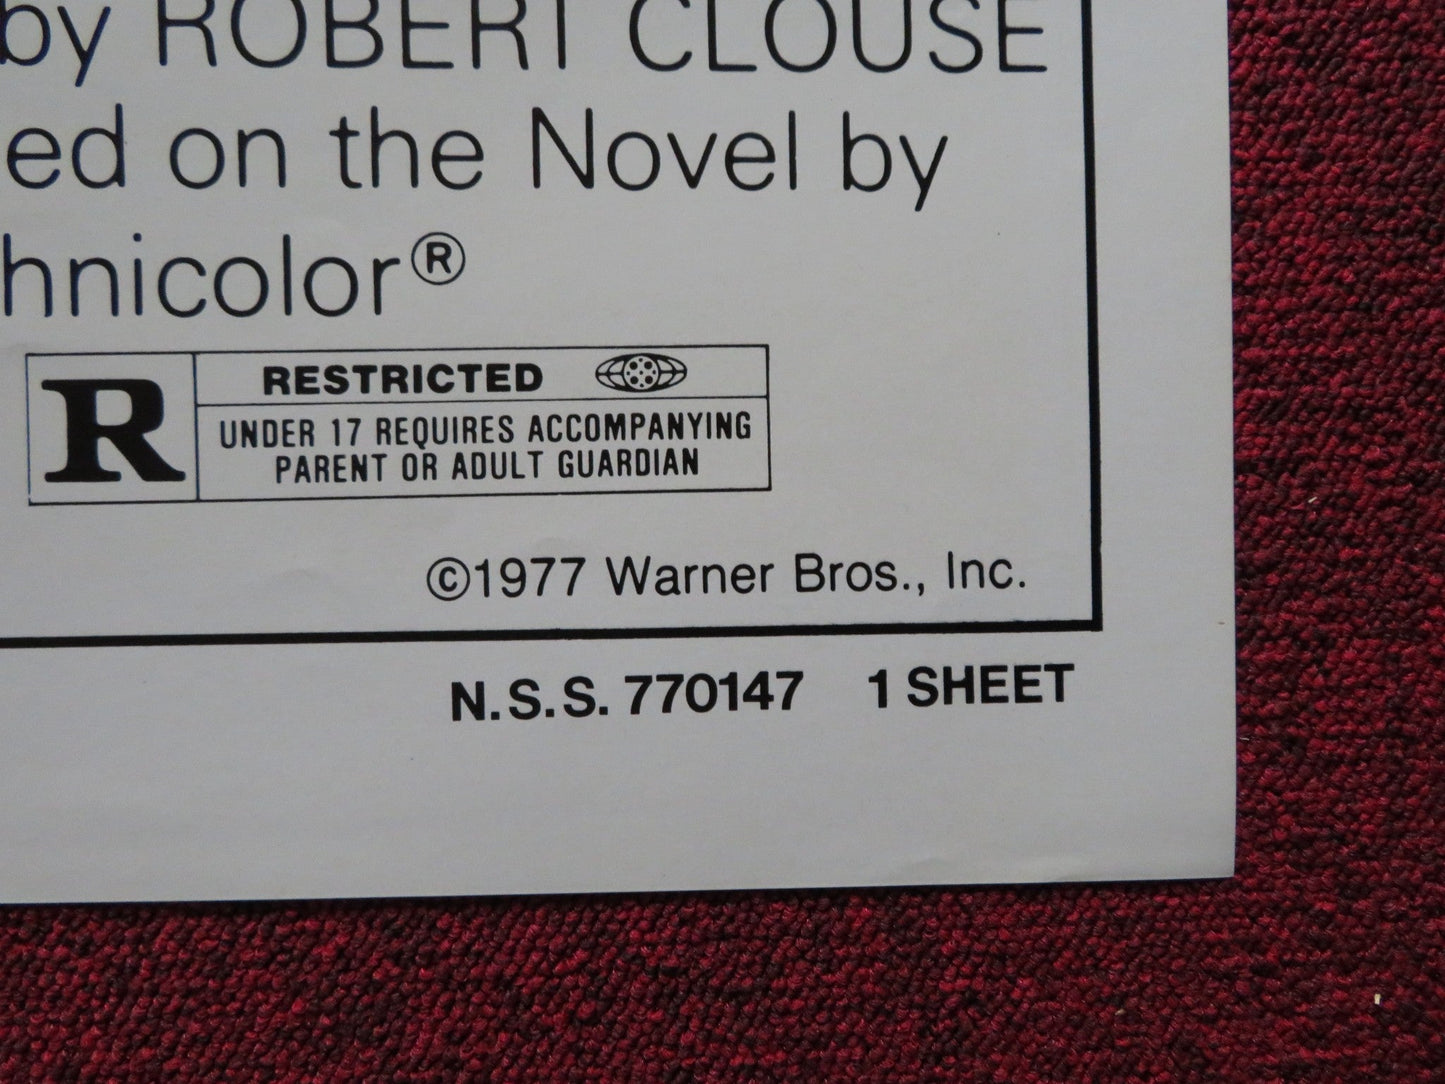 by ROBERT CLOUSE
ed on the Novel by
hnicolor®
R
RESTRICTED
UNDER 17 REQUIRES ACCOMPANYING
PARENT OR ADULT GUARDIAN
©1977 Warner Bros., Inc.
N.S.S. 770147 1 SHEET